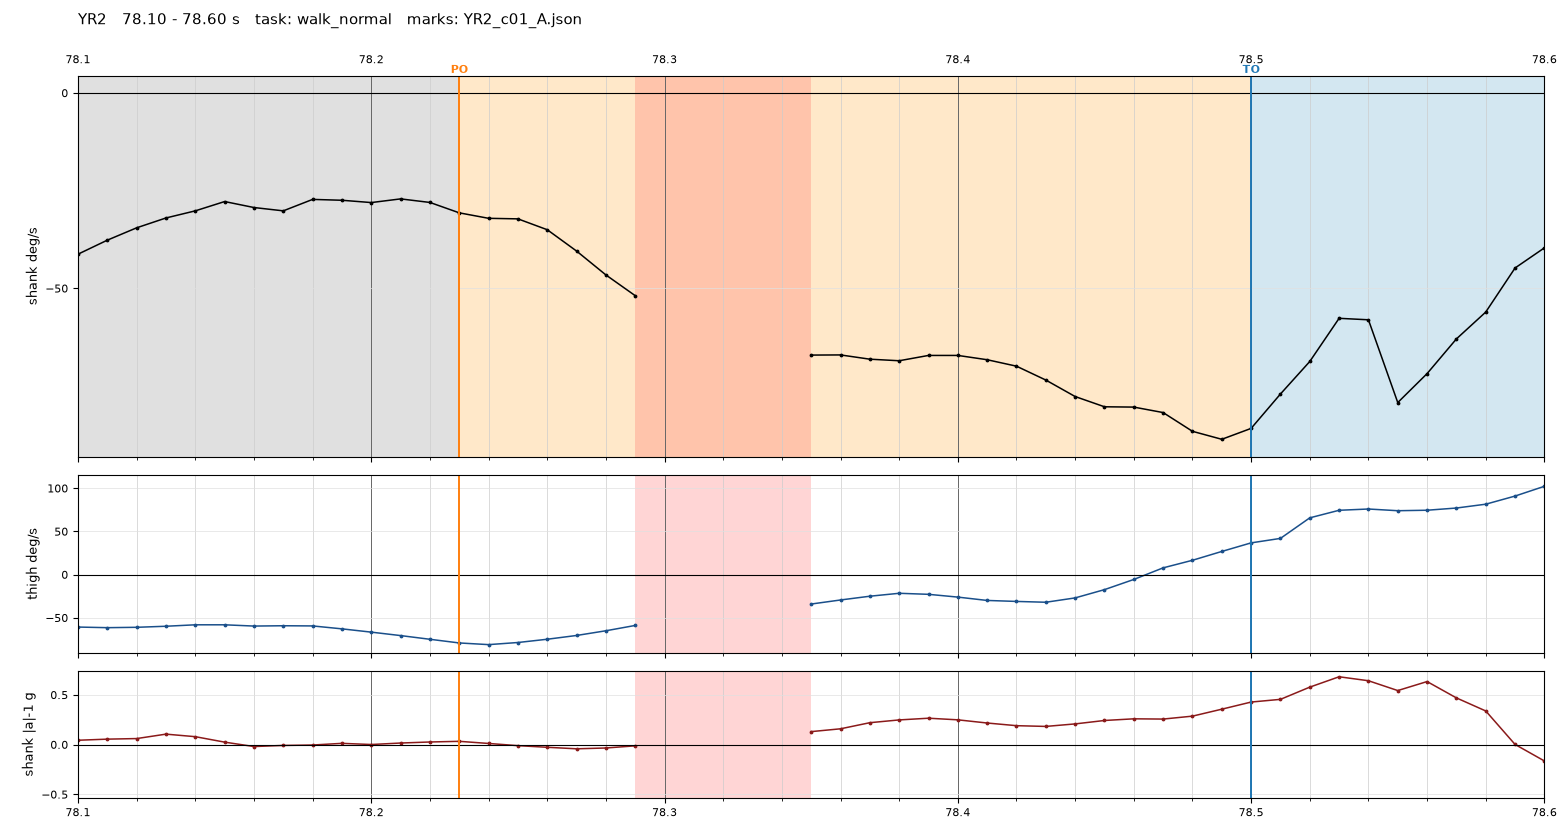 YR2   78.10 - 78.60 s   task: walk_normal   marks: YR2_c01_A.json
78.1 78.2 78.3 78.4 78.5 78.6
PO TO
0
−50
shank deg/s
100
50
0
−50
thigh deg/s
0.5
0.0
−0.5
shank |a|-1 g
78.1 78.2 78.3 78.4 78.5 78.6